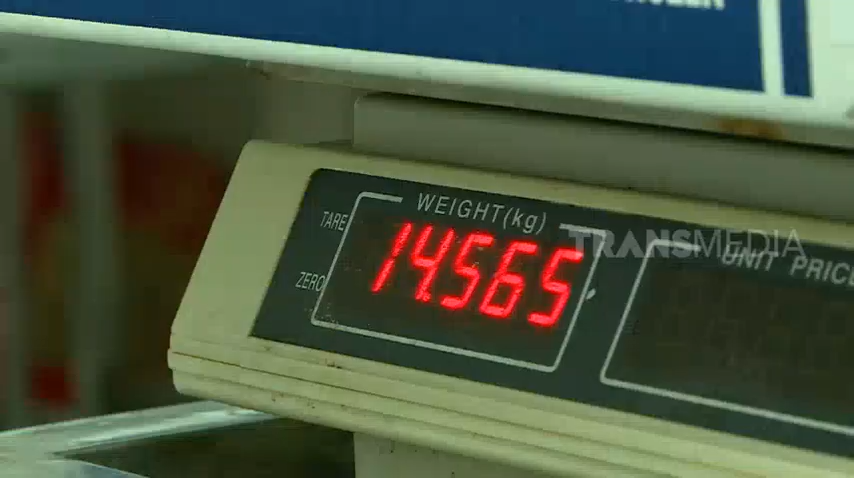 WEIGHT(kg)
TARE
14.565
ZERO
UNIT PRICE
TRANSMEDIA